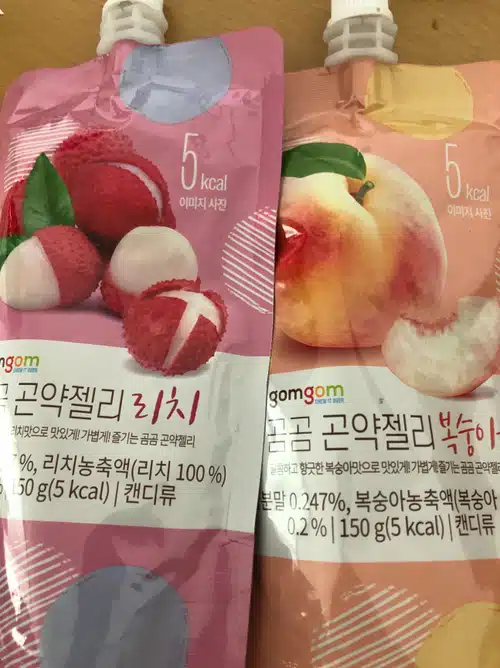 5 kcal
이미지 사진
gom
곤약젤리 리치
리치맛으로 맛있게! 가볍게! 즐기는 곰곰 곤약젤리
%, 리치농축액(리치 100 %)
150 g(5 kcal) | 캔디류
5 kcal
이미지 사진
gomgom
곰곰 곤약젤리 복숭아
향긋한 복숭아맛으로 맛있게! 가볍게! 즐기는 곰곰 곤약젤리
분말 0.247%, 복숭아농축액(복숭아
0.2 % | 150 g(5 kcal) | 캔디류